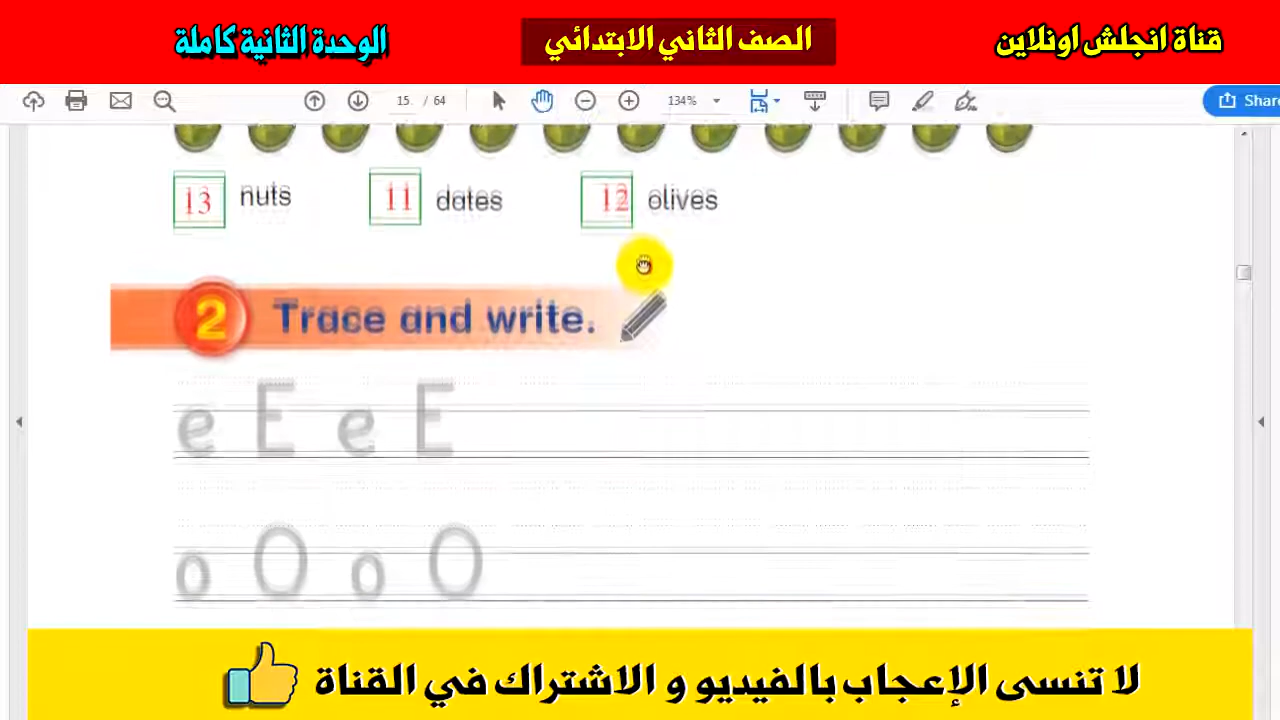 قناة انجلش اونلاين
الصف الثاني الابتدائي
الوحدة الثانية كاملة
15 / 64
134%
Share
13 nuts 11 dates 12 olives
2 Trace and write.
e E e E
o O o O
لا تنسى الإعجاب بالفيديو و الاشتراك في القناة